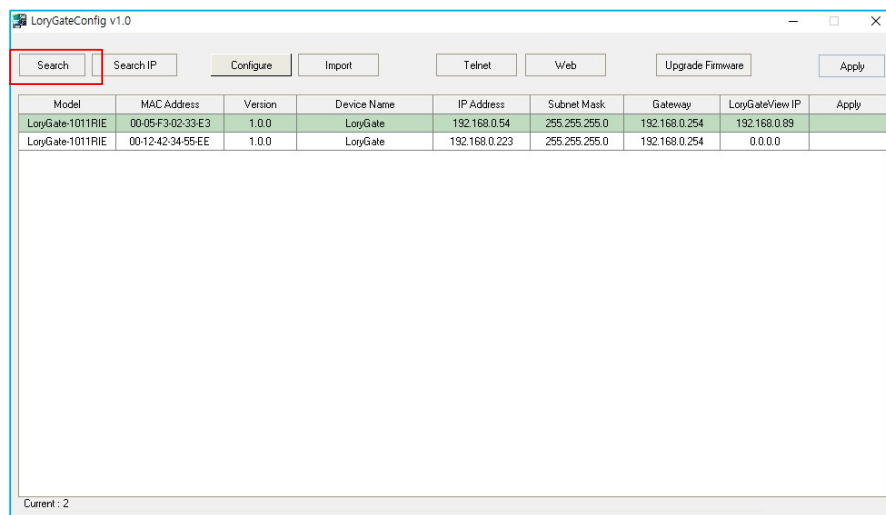 LoryGateConfig v1.0
Search Search IP Configure Import Telnet Web Upgrade Firmware Apply
Model MAC Address Version Device Name IP Address Subnet Mask Gateway LoryGateView IP Apply
LoryGate-1011RIE 00-05-F3-02-33-E3 1.0.0 LoryGate 192.168.0.54 255.255.255.0 192.168.0.254 192.168.0.89
LoryGate-1011RIE 00-12-42-34-55-EE 1.0.0 LoryGate 192.168.0.223 255.255.255.0 192.168.0.254 0.0.0.0
Current : 2